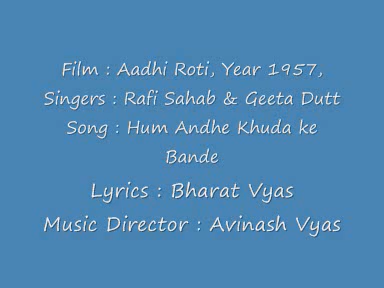 Film : Aadhi Roti, Year 1957,
Singers : Rafi Sahab & Geeta Dutt
Song : Hum Andhe Khuda ke
Bande
Lyrics : Bharat Vyas
Music Director : Avinash Vyas